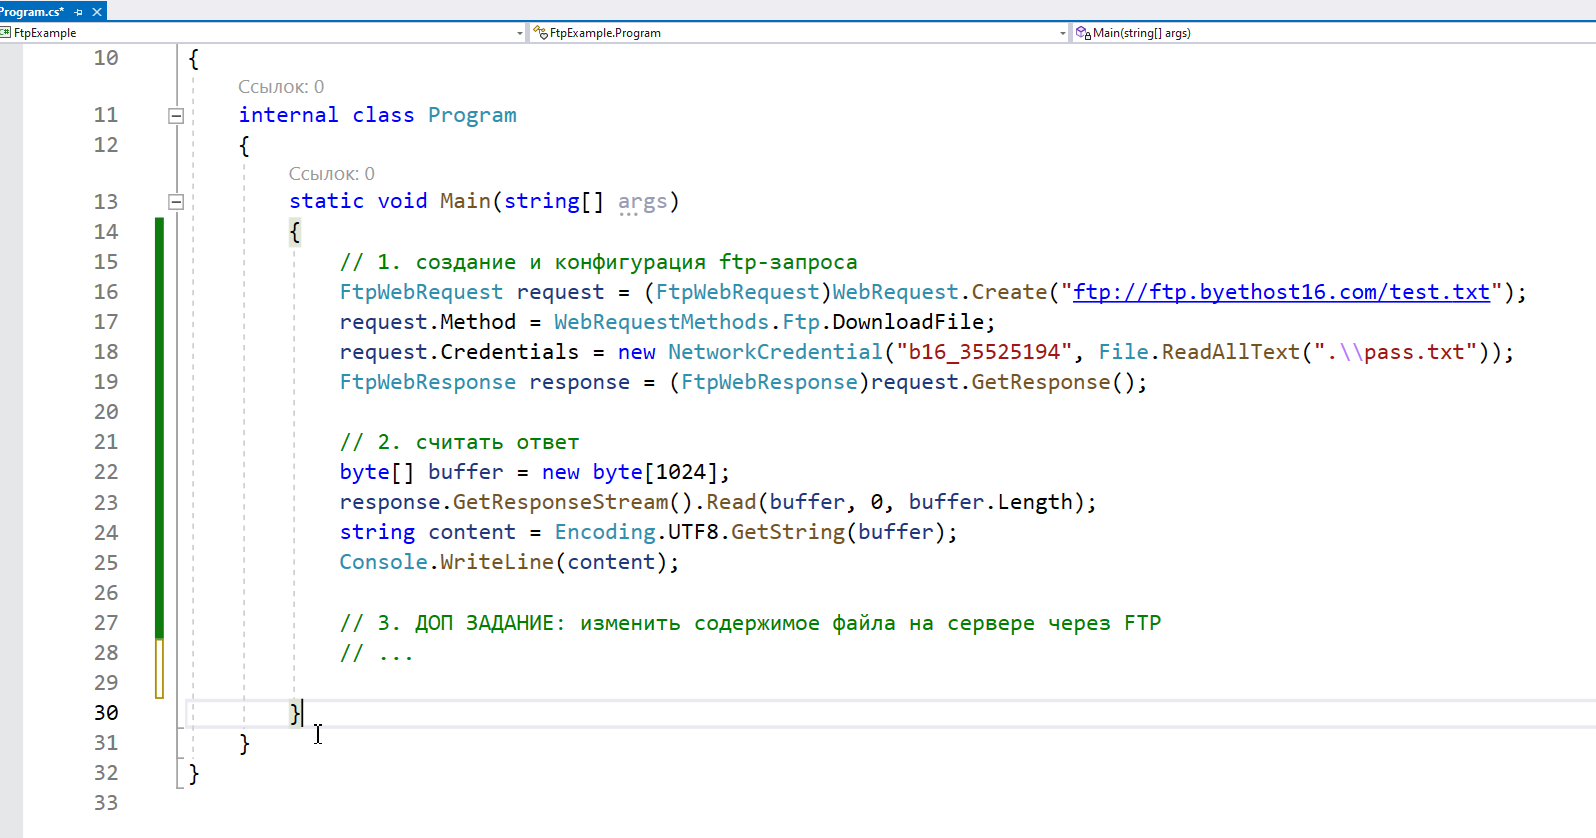 Program.cs*
FtpExample
FtpExample.Program
Main(string[] args)
10 {
Ссылок: 0
11 internal class Program
12 {
Ссылок: 0
13 static void Main(string[] args)
14 {
15 // 1. создание и конфигурация ftp-запроса
16 FtpWebRequest request = (FtpWebRequest)WebRequest.Create("ftp://ftp.byethost16.com/test.txt");
17 request.Method = WebRequestMethods.Ftp.DownloadFile;
18 request.Credentials = new NetworkCredential("b16_35525194", File.ReadAllText(".\\pass.txt"));
19 FtpWebResponse response = (FtpWebResponse)request.GetResponse();
20
21 // 2. считать ответ
22 byte[] buffer = new byte[1024];
23 response.GetResponseStream().Read(buffer, 0, buffer.Length);
24 string content = Encoding.UTF8.GetString(buffer);
25 Console.WriteLine(content);
26
27 // 3. ДОП ЗАДАНИЕ: изменить содержимое файла на сервере через FTP
28 // ...
29
30 }
31 }
32 }
33